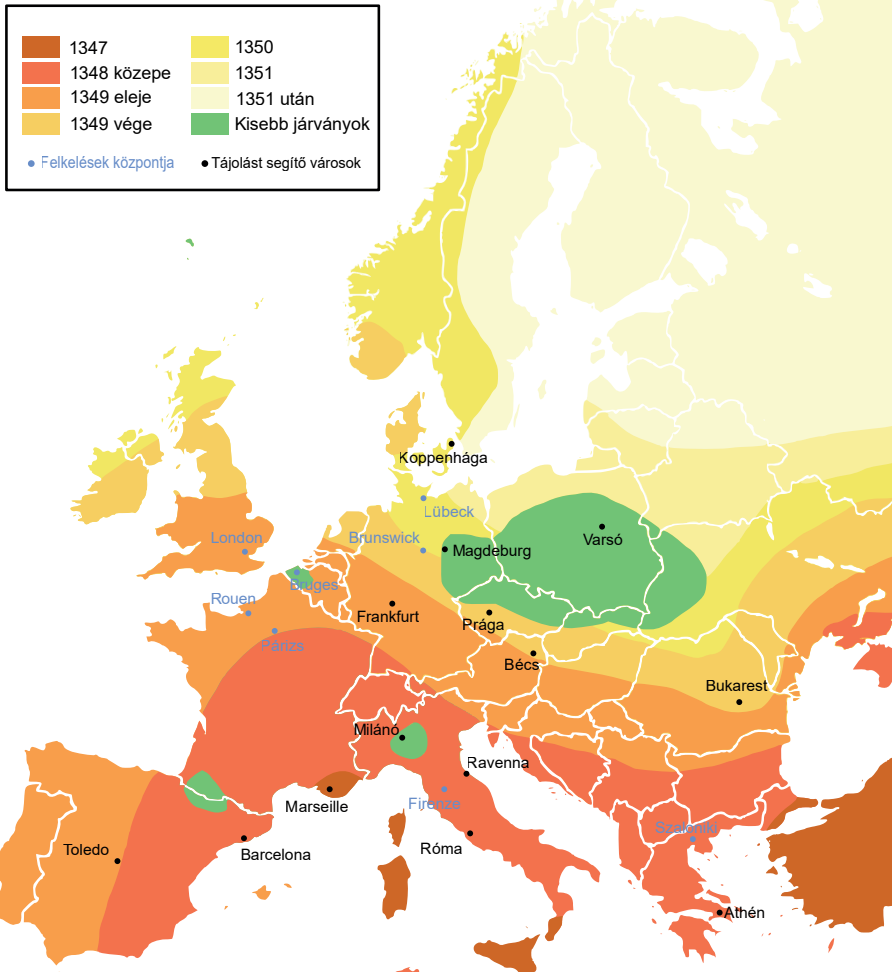 1347
1348 közepe
1349 eleje
1349 vége
1350
1351
1351 után
Kisebb járványok
Felkelések központja
Tájolást segítő városok
Koppenhága
Lübeck
Brunswick
Magdeburg
Varsó
London
Bruges
Rouen
Párizs
Frankfurt
Prága
Bécs
Bukarest
Milánó
Ravenna
Marseille
Firenze
Szaloniki
Toledo
Barcelona
Róma
Athén